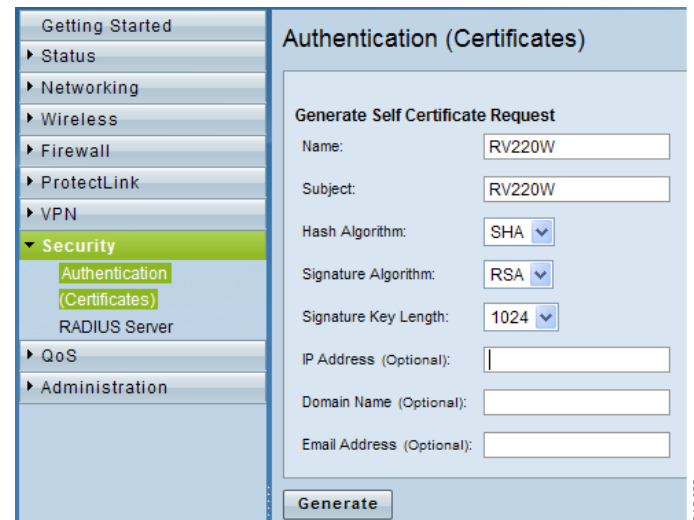 Getting Started
Status
Networking
Wireless
Firewall
ProtectLink
VPN
Security
Authentication
(Certificates)
RADIUS Server
QoS
Administration
Authentication (Certificates)
Generate Self Certificate Request
Name: RV220W
Subject: RV220W
Hash Algorithm: SHA
Signature Algorithm: RSA
Signature Key Length: 1024
IP Address (Optional):
Domain Name (Optional):
Email Address (Optional):
Generate